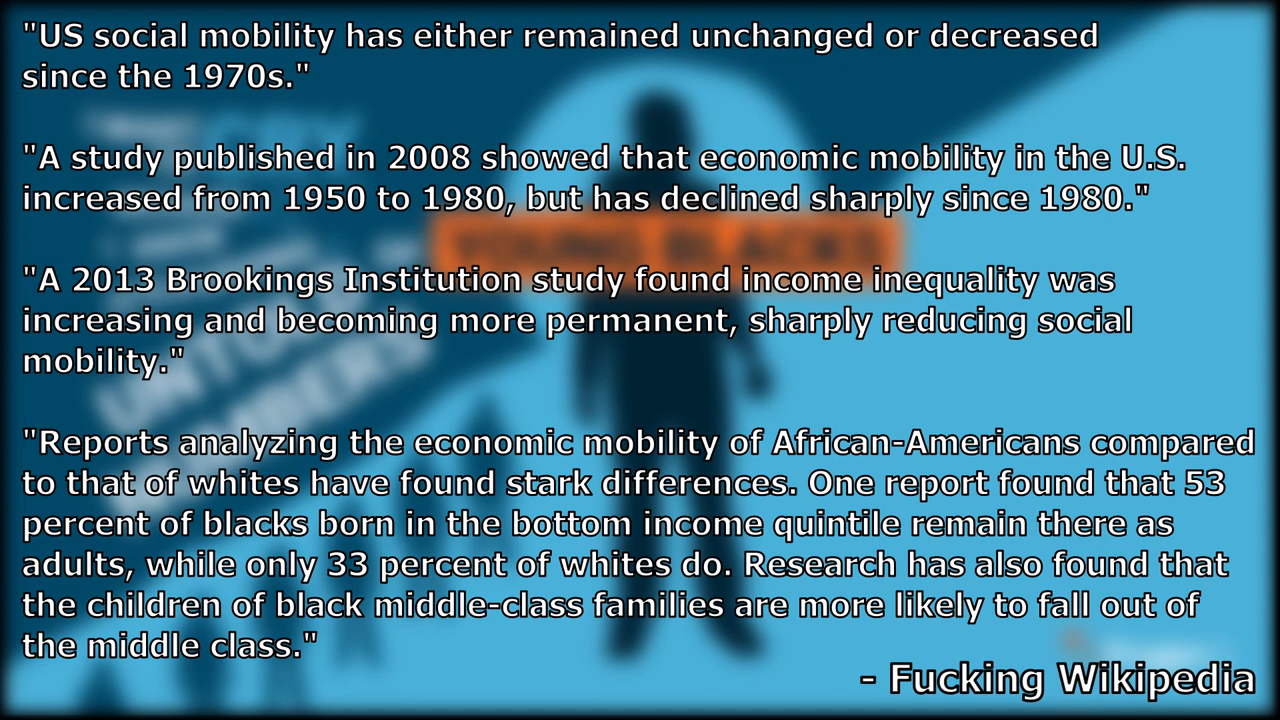 "US social mobility has either remained unchanged or decreased
since the 1970s."
"A study published in 2008 showed that economic mobility in the U.S.
increased from 1950 to 1980, but has declined sharply since 1980."
"A 2013 Brookings Institution study found income inequality was
increasing and becoming more permanent, sharply reducing social
mobility."
"Reports analyzing the economic mobility of African-Americans compared
to that of whites have found stark differences. One report found that 53
percent of blacks born in the bottom income quintile remain there as
adults, while only 33 percent of whites do. Research has also found that
the children of black middle-class families are more likely to fall out of
the middle class."
- Fucking Wikipedia
YOUNG BLACKS